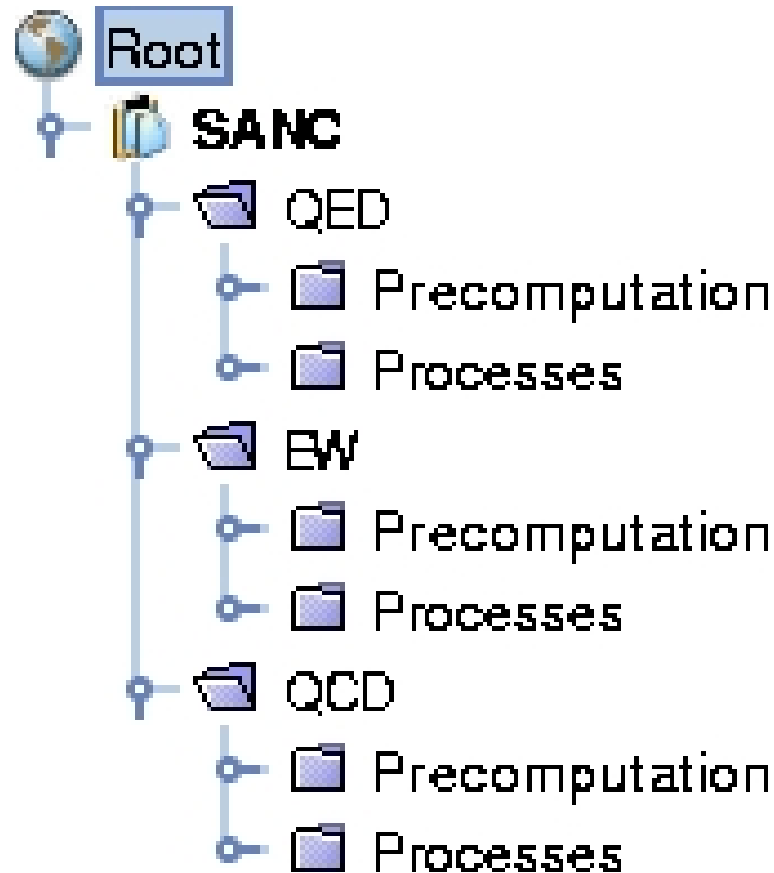 Root
SANC
QED
Precomputation
Processes
EW
Precomputation
Processes
QCD
Precomputation
Processes